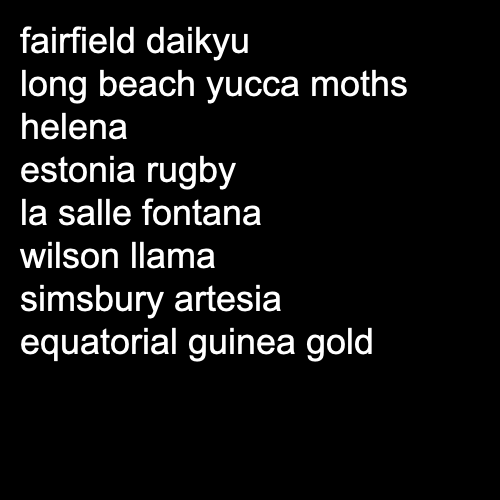 fairfield daikyu
long beach yucca moths
helena
estonia rugby
la salle fontana
wilson llama
simsbury artesia
equatorial guinea gold